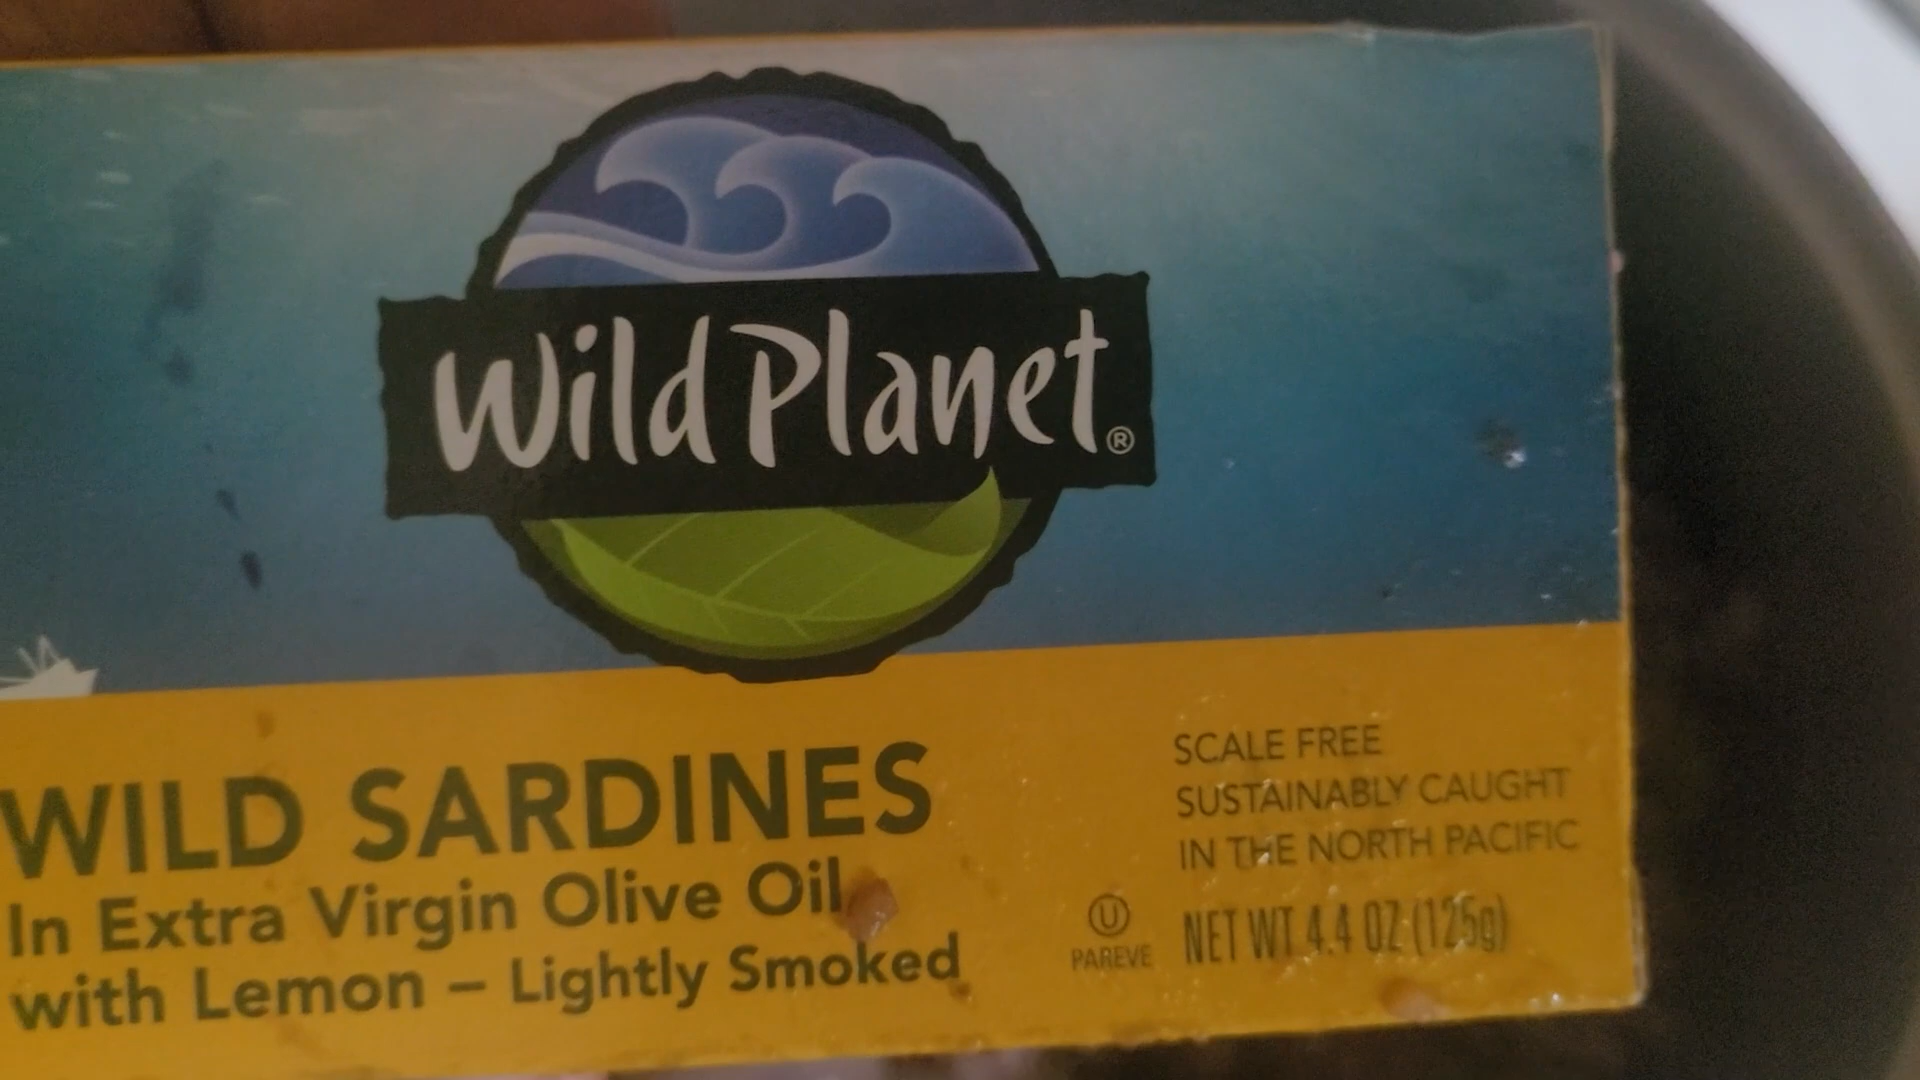 Wild Planet®
WILD SARDINES
In Extra Virgin Olive Oil
with Lemon – Lightly Smoked
SCALE FREE
SUSTAINABLY CAUGHT
IN THE NORTH PACIFIC
U
PAREVE
NET WT 4.4 OZ (125g)